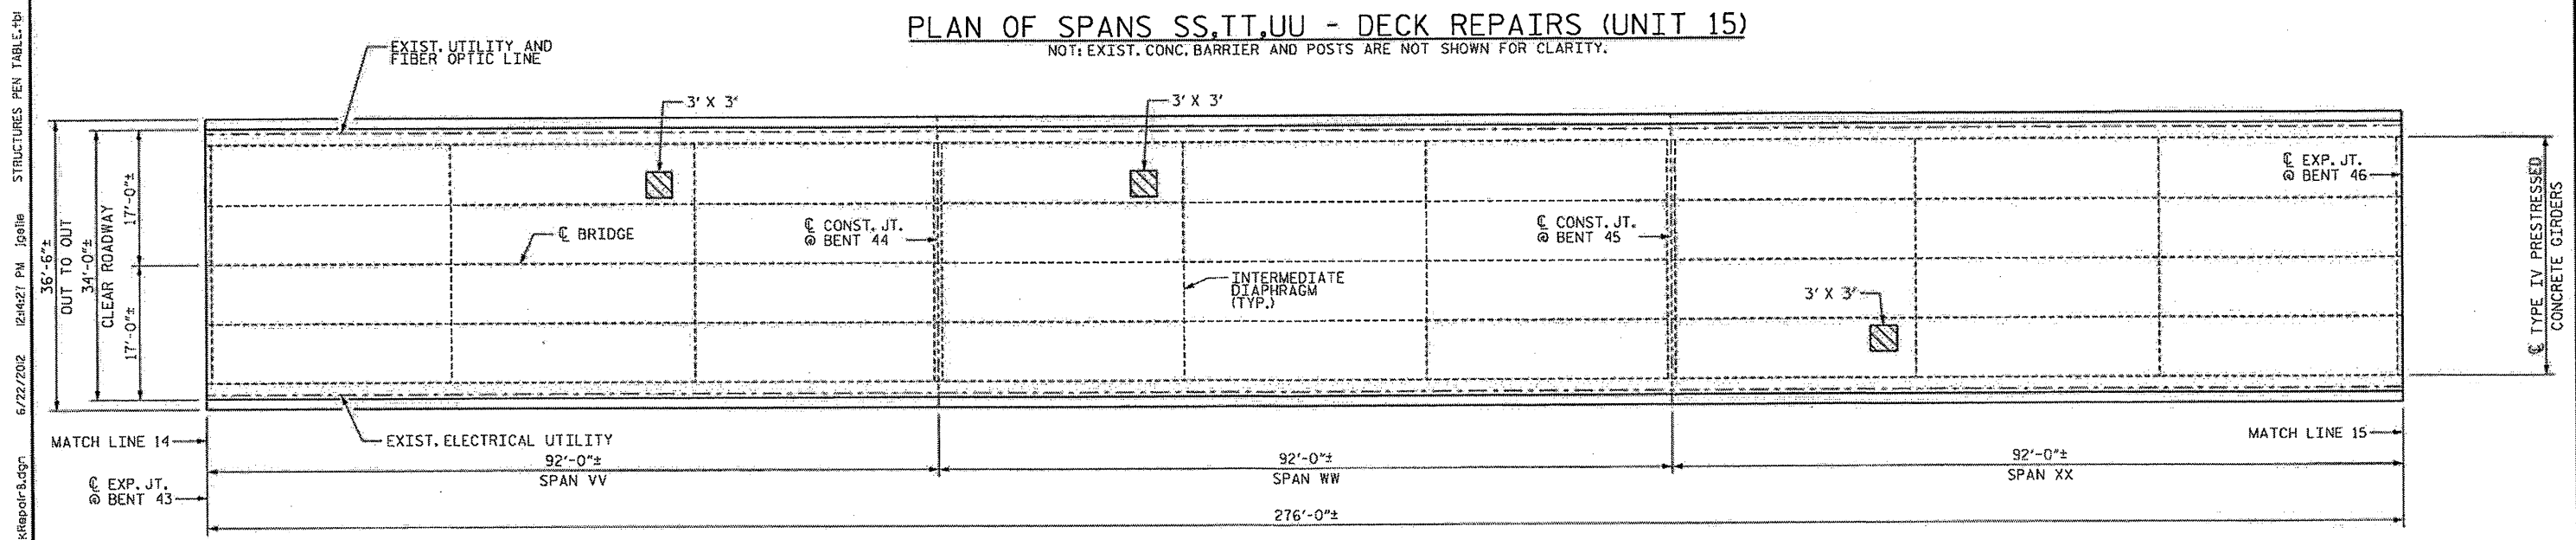 PLAN OF SPANS SS,TT,UU - DECK REPAIRS (UNIT 15)
NOT: EXIST. CONC. BARRIER AND POSTS ARE NOT SHOWN FOR CLARITY.
EXIST. UTILITY AND
FIBER OPTIC LINE
3' X 3'
3' X 3'
36'-6"±
OUT TO OUT
34'-0"±
CLEAR ROADWAY
17'-0"±
17'-0"±
℄ BRIDGE
℄ CONST. JT.
@ BENT 44
INTERMEDIATE
DIAPHRAGM
(TYP.)
℄ CONST. JT.
@ BENT 45
3' X 3'
℄ EXP. JT.
@ BENT 46
℄ TYPE IV PRESTRESSED
CONCRETE GIRDERS
MATCH LINE 14
EXIST. ELECTRICAL UTILITY
MATCH LINE 15
92'-0"±
SPAN VV
92'-0"±
SPAN WW
92'-0"±
SPAN XX
℄ EXP. JT.
@ BENT 43
276'-0"±
STRUCTURES PEN TABLE.tbl
12:14:27 PM
6/22/2012
kRepair8.dgn